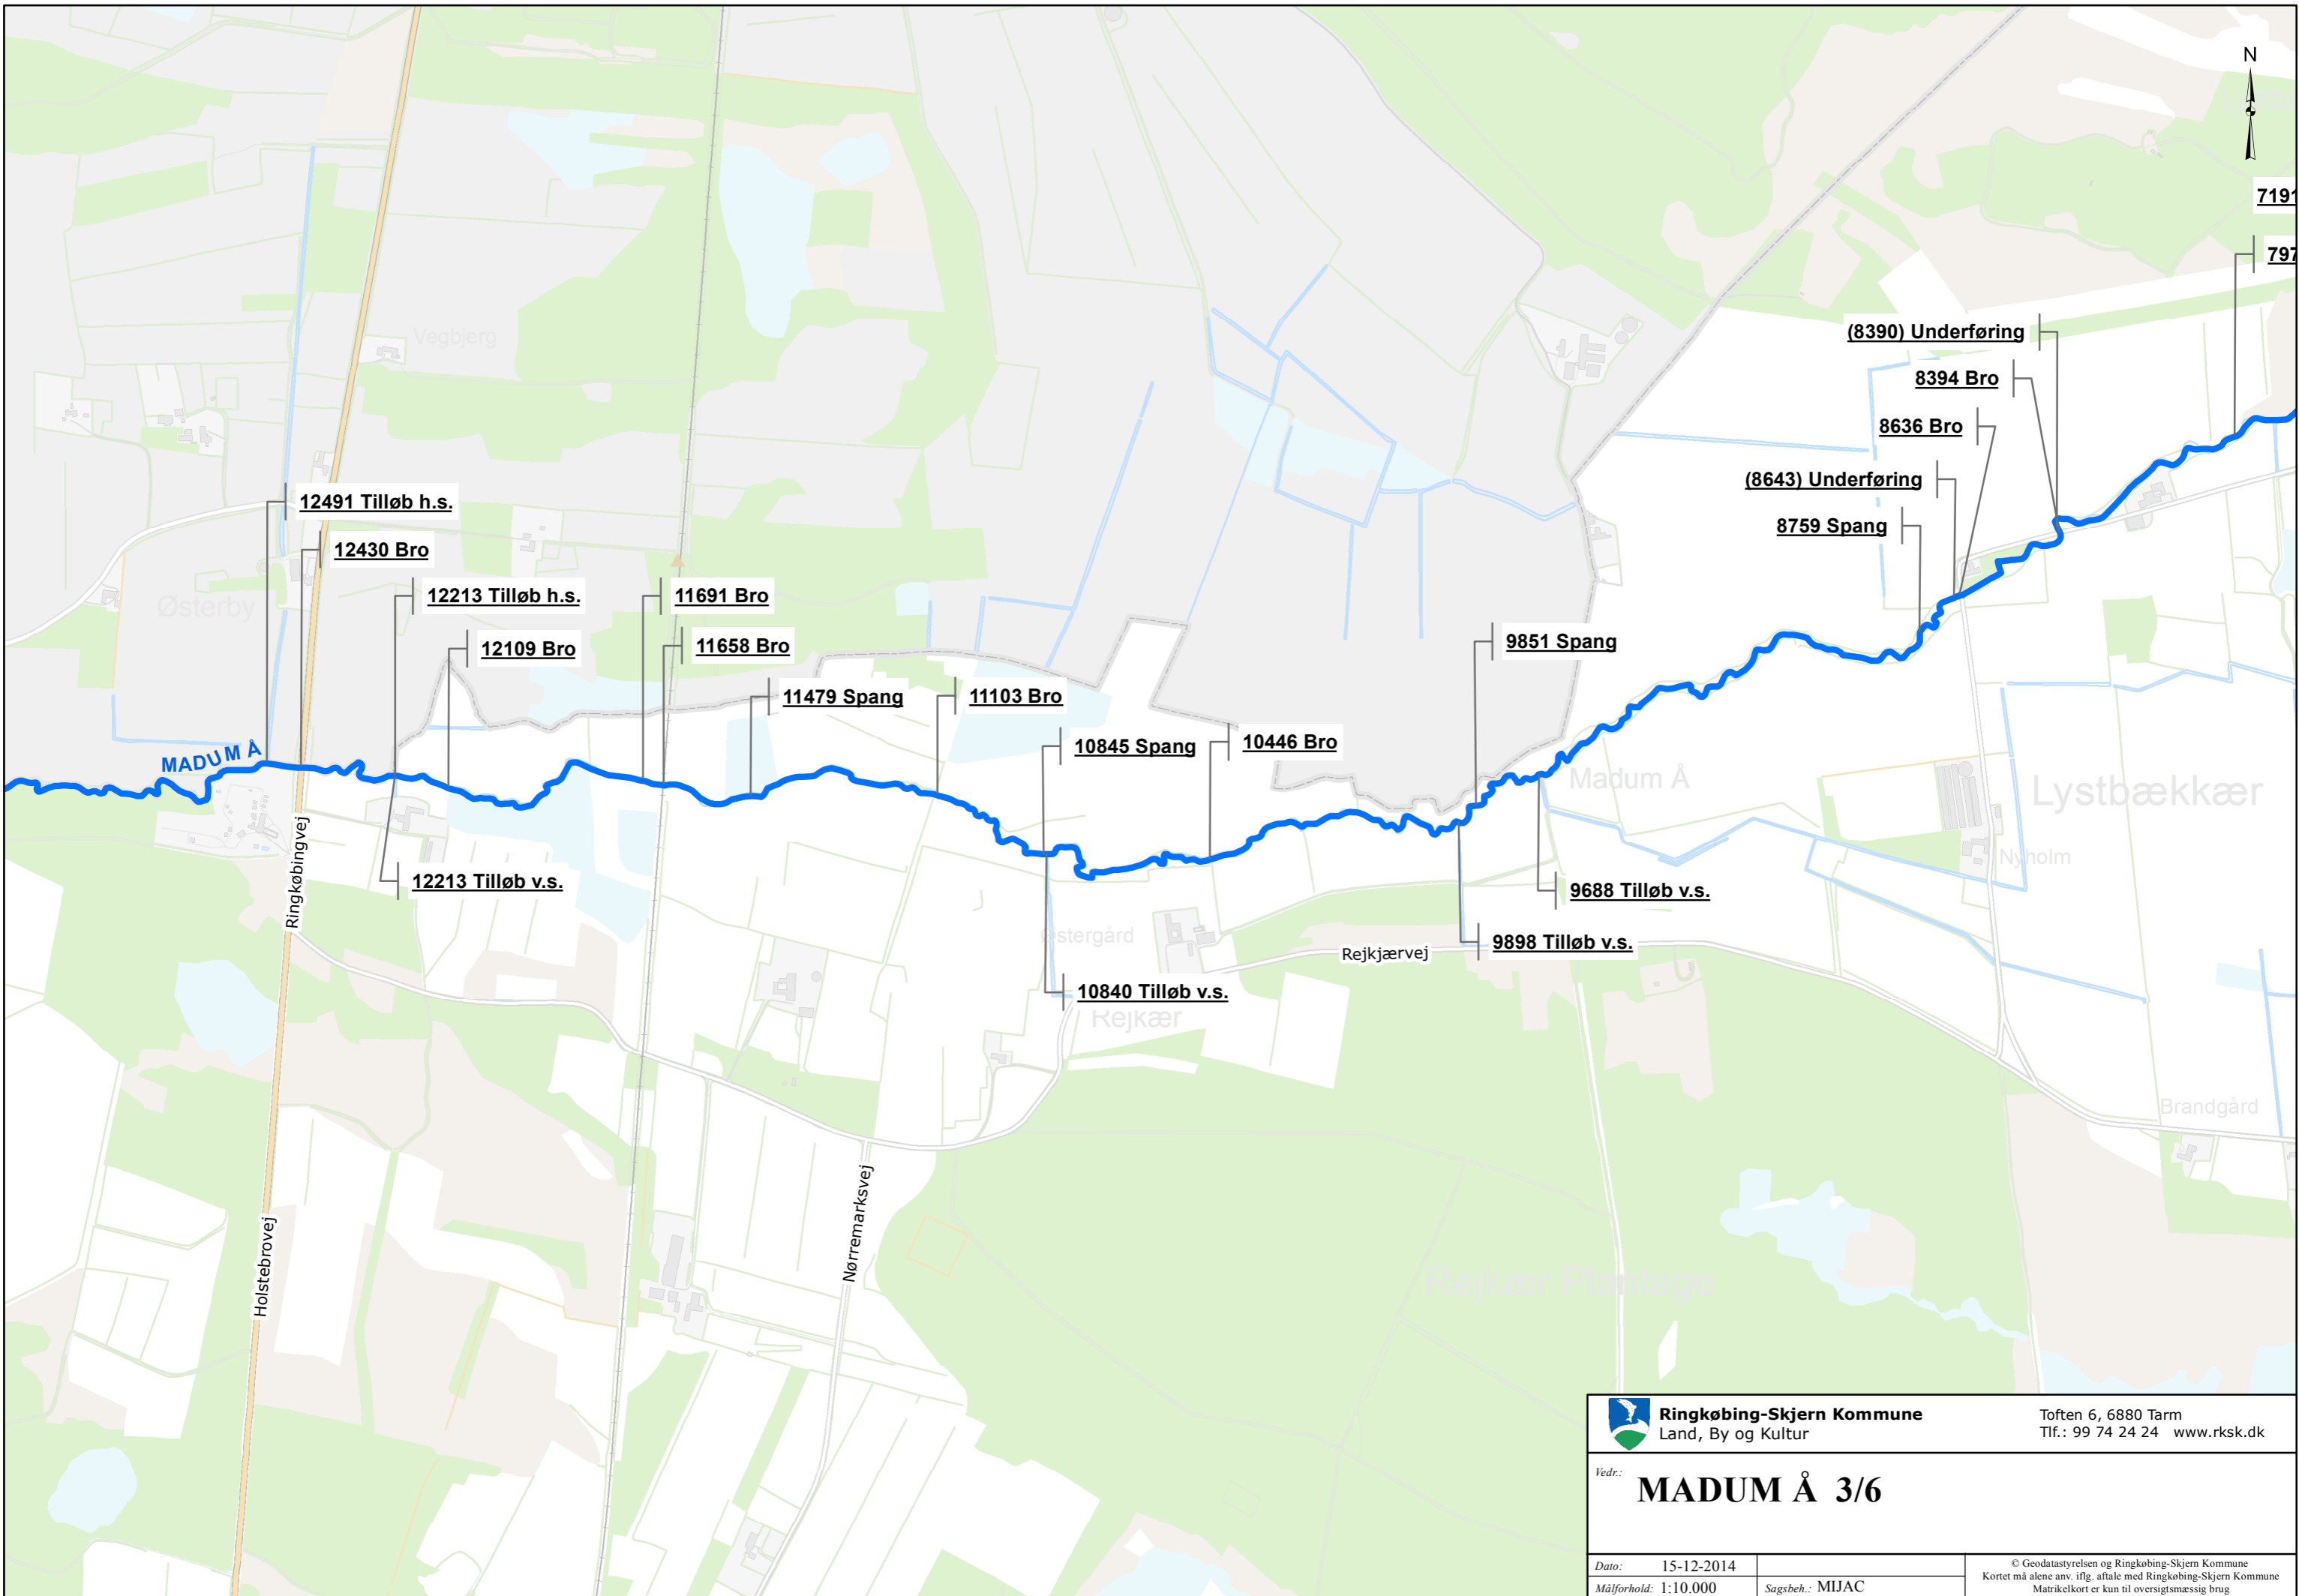 N
7191
797
(8390) Underføring
Vegbjerg
8394 Bro
8636 Bro
(8643) Underføring
12491 Tilløb h.s.
8759 Spang
12430 Bro
12213 Tilløb h.s.
11691 Bro
Østerby
12109 Bro
11658 Bro
9851 Spang
11479 Spang
11103 Bro
10845 Spang
10446 Bro
MADUM Å
Madum Å
Lystbækkær
Ringkøbingvej
Nyholm
12213 Tilløb v.s.
9688 Tilløb v.s.
Østergård
9898 Tilløb v.s.
Rejkjærvej
10840 Tilløb v.s.
Rejkær
Brandgård
Nørremarksvej
Holstebrovej
Rejkær Plantage
Ringkøbing-Skjern Kommune
Land, By og Kultur
Toften 6, 6880 Tarm
Tlf.: 99 74 24 24 www.rksk.dk
Vedr.:
MADUM Å 3/6
Dato: 15-12-2014
Målforhold: 1:10.000
Sagsbeh.: MIJAC
© Geodatastyrelsen og Ringkøbing-Skjern Kommune
Kortet må alene anv. iflg. aftale med Ringkøbing-Skjern Kommune
Matrikelkort er kun til oversigtsmæssig brug